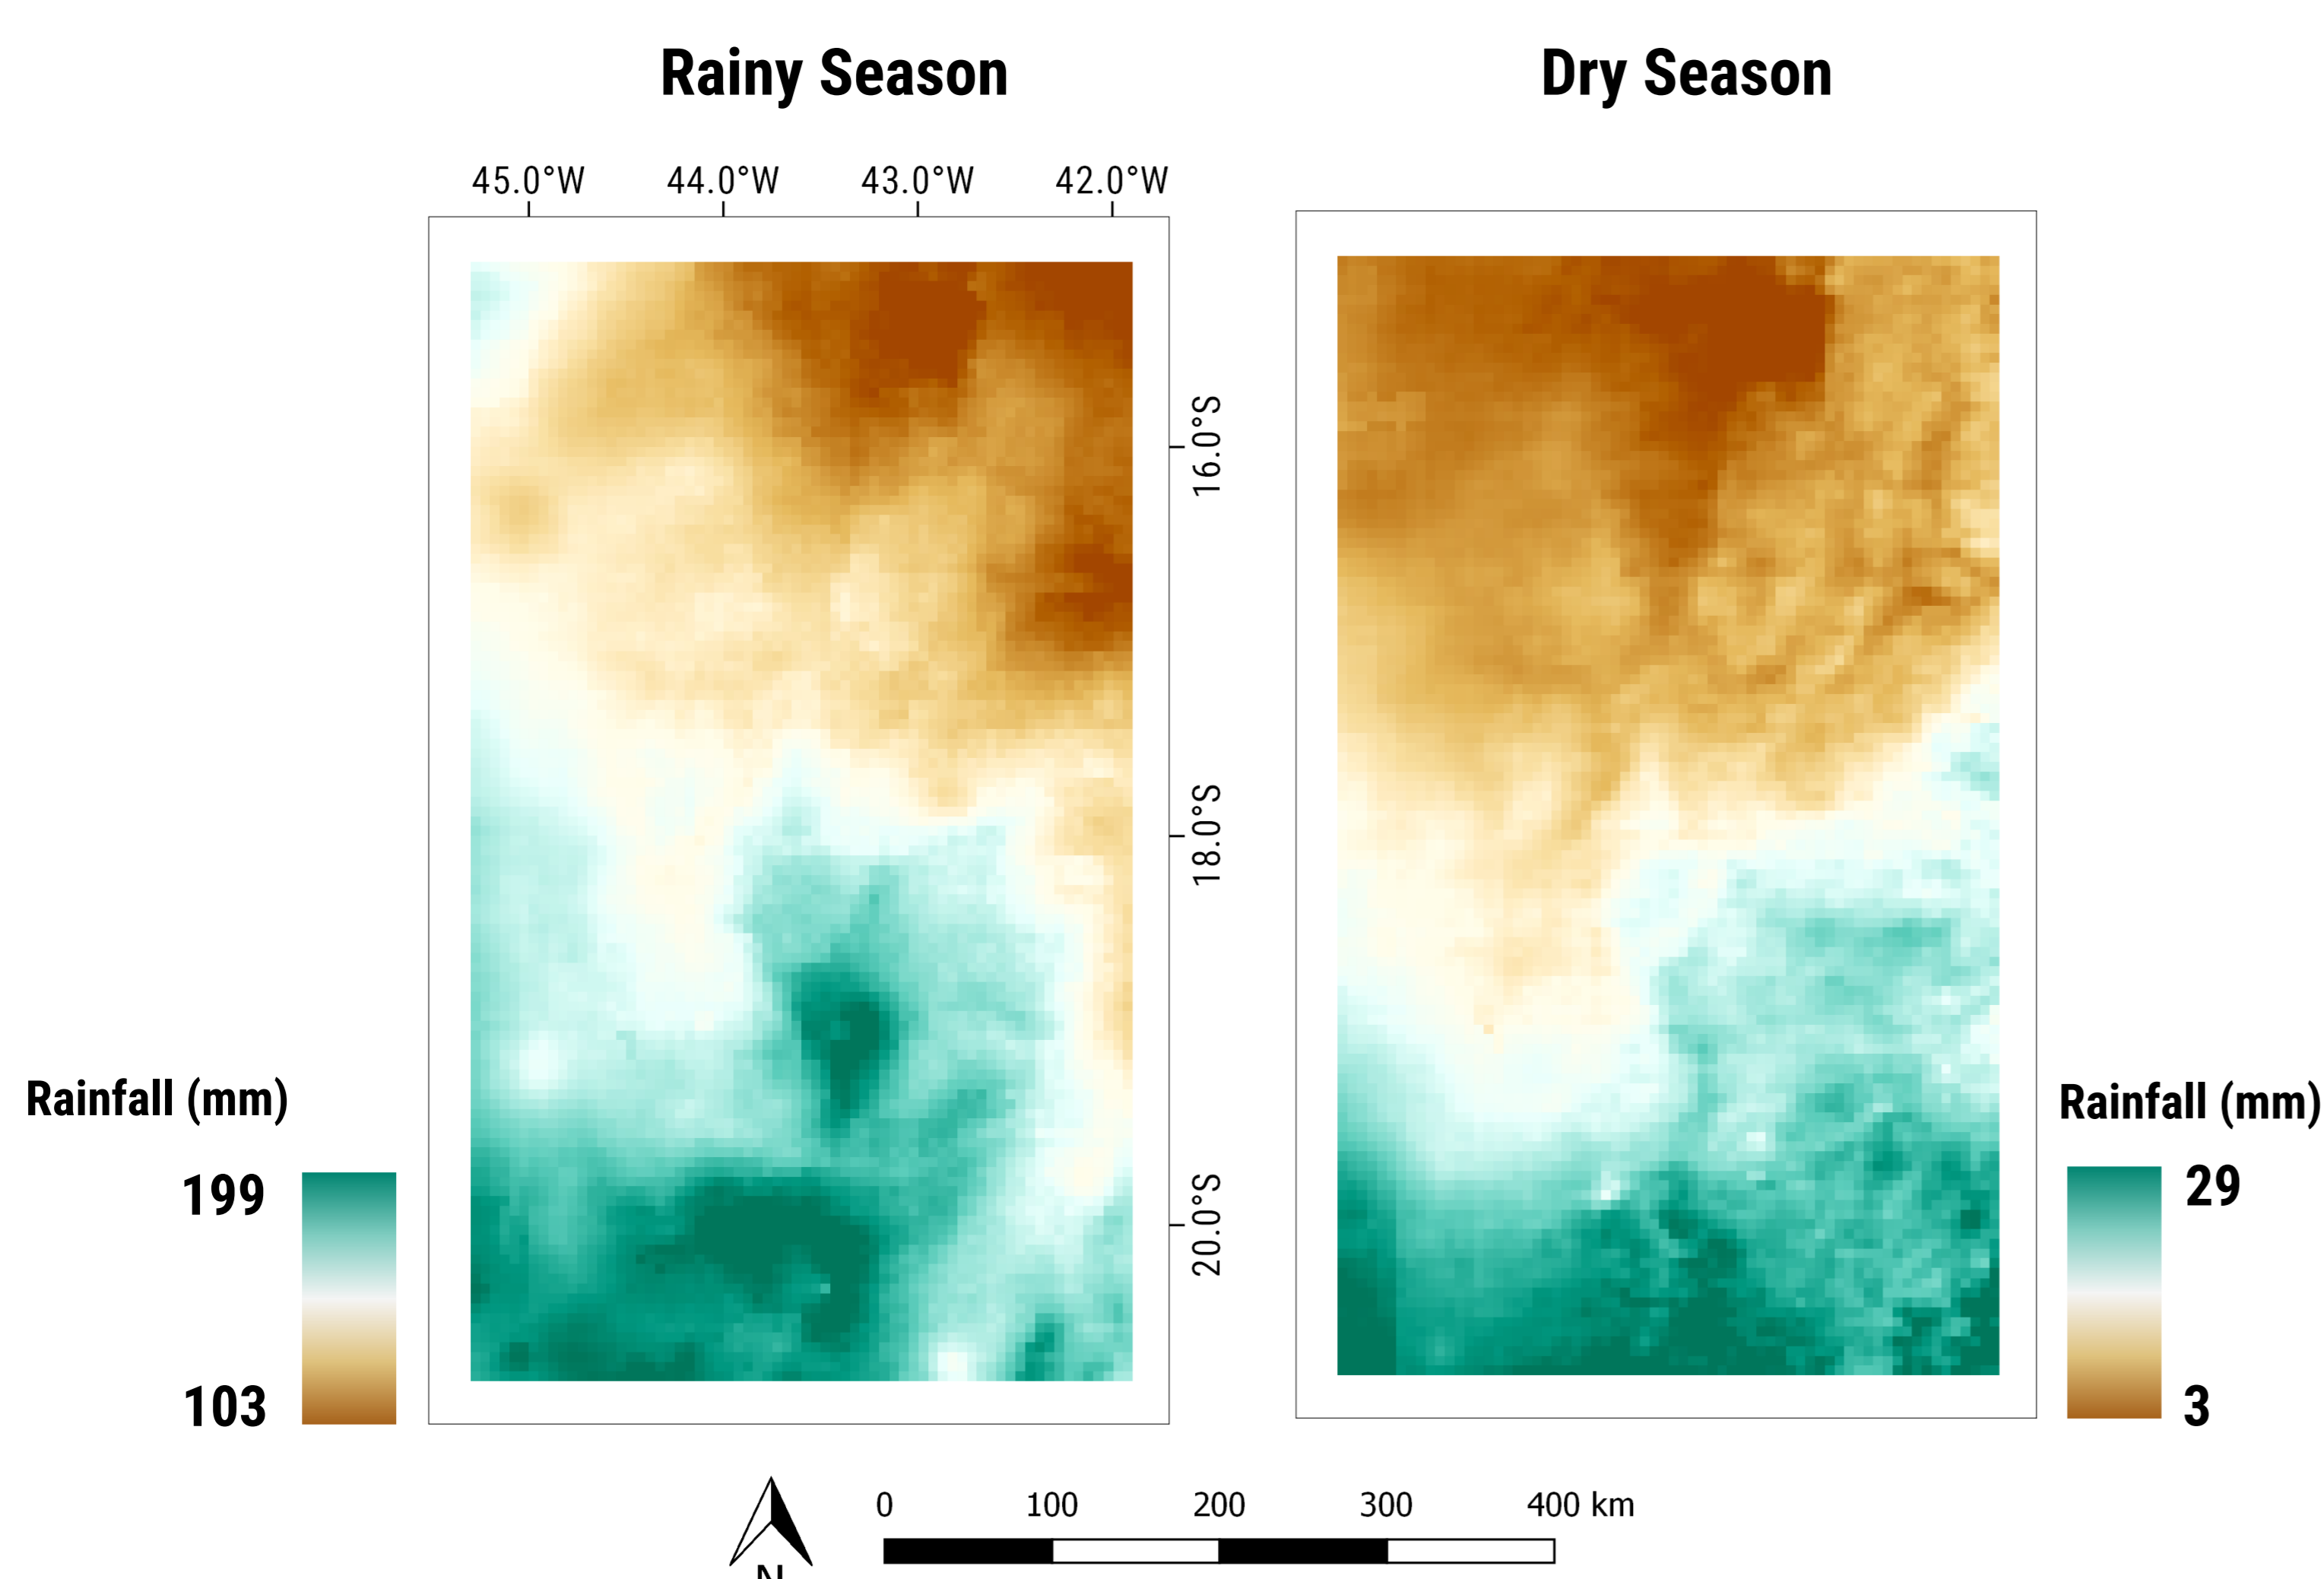 Rainy Season
Dry Season
45.0°W 44.0°W 43.0°W 42.0°W
16.0°S
18.0°S
20.0°S
Rainfall (mm)
199
103
Rainfall (mm)
29
3
N
0 100 200 300 400 km